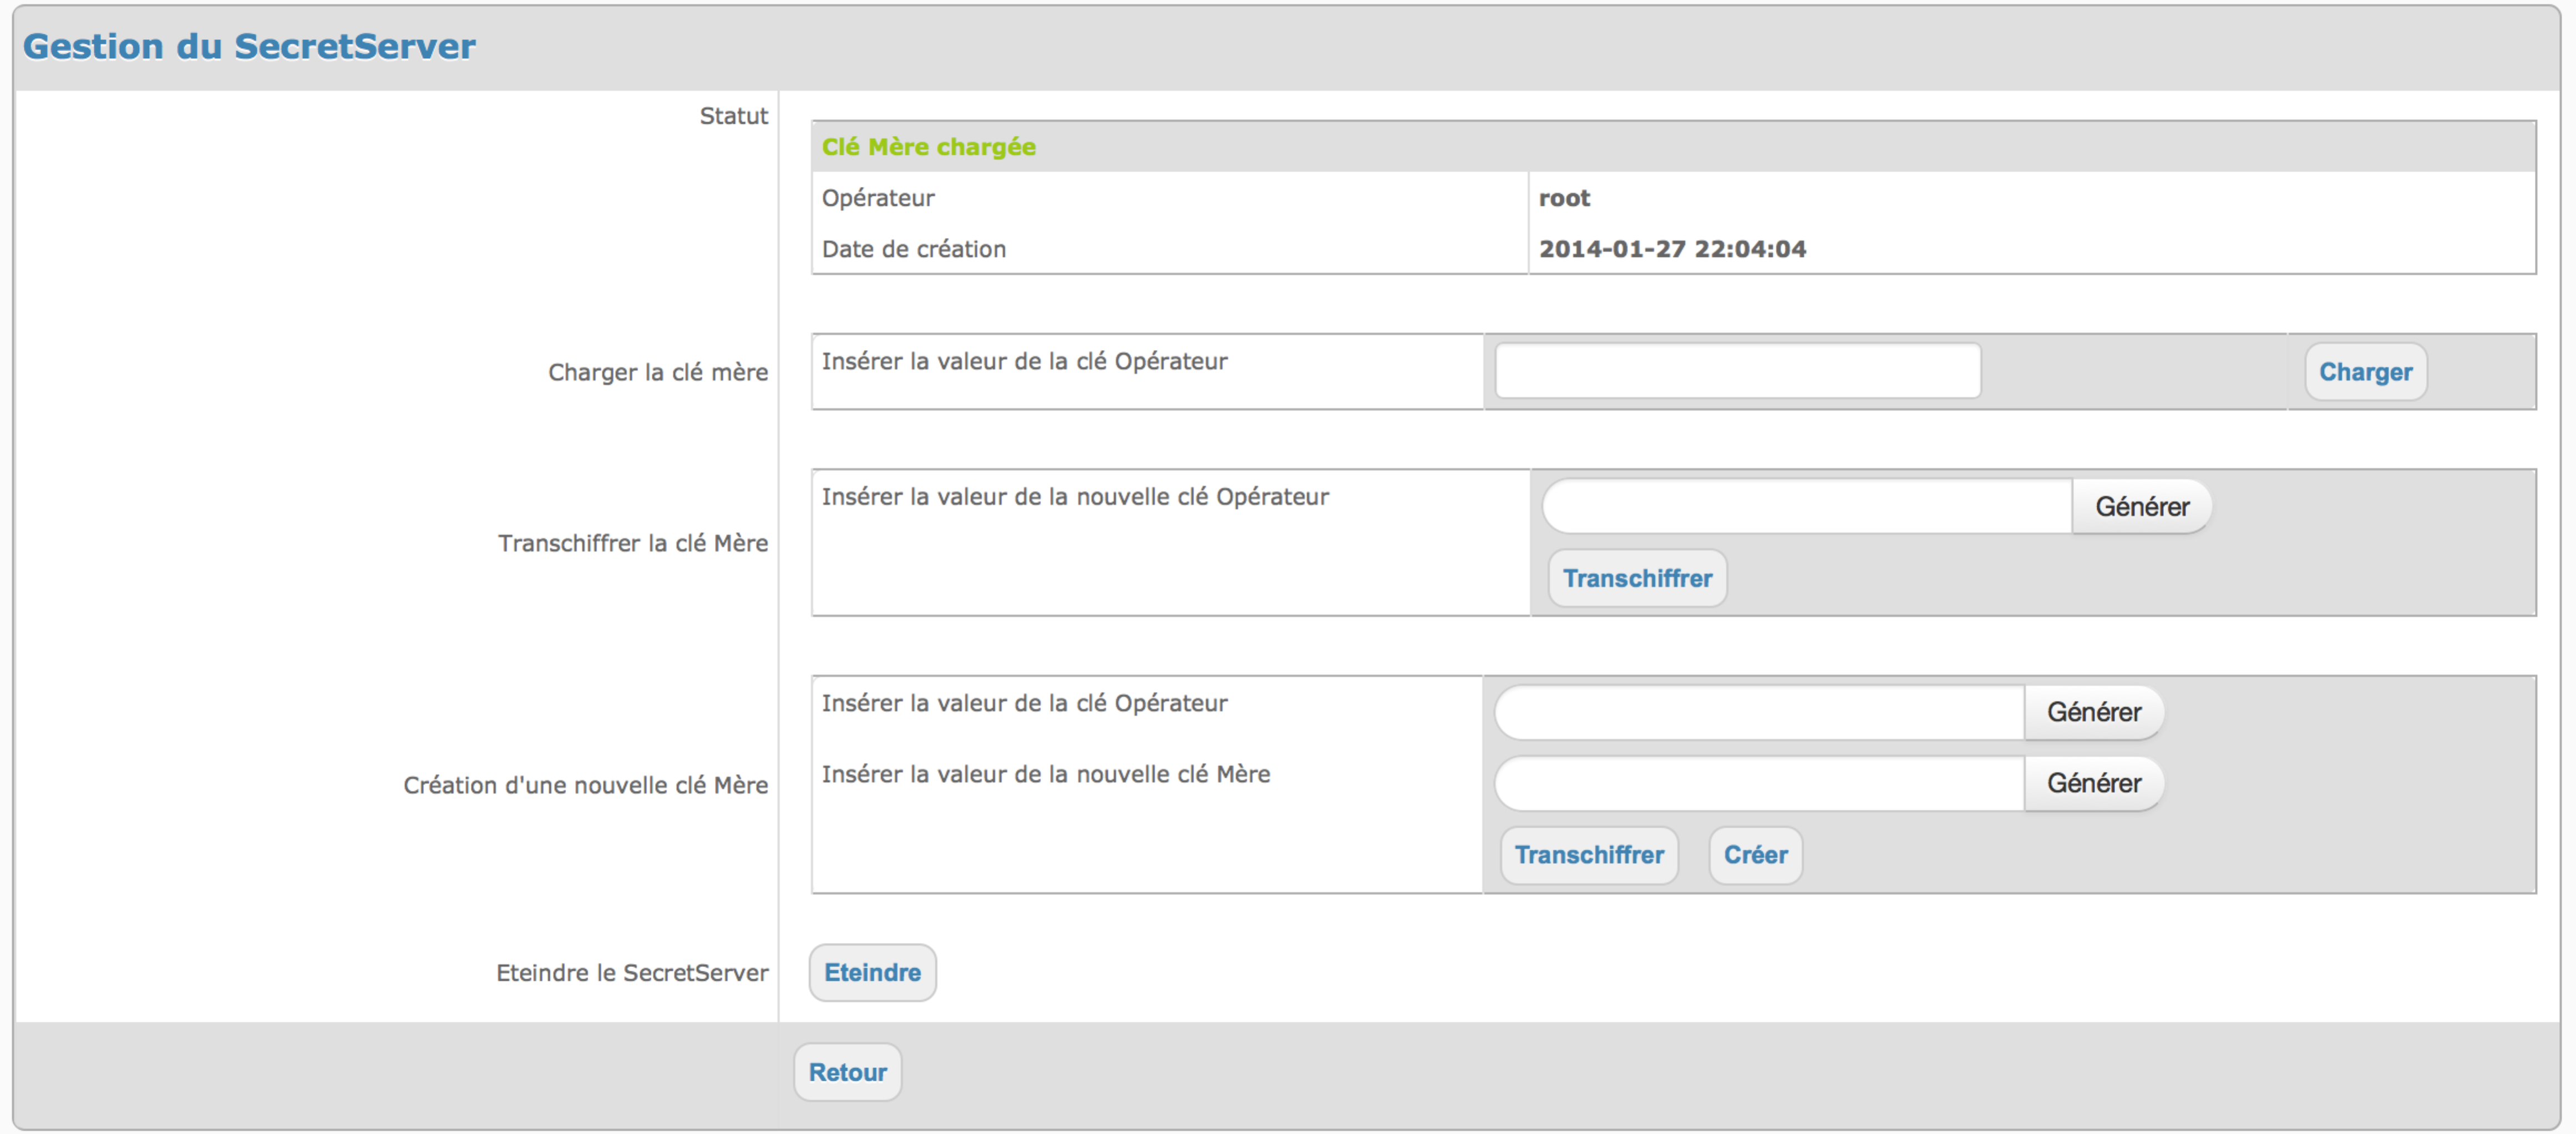 Gestion du SecretServer
Statut
Clé Mère chargée
Opérateur root
Date de création 2014-01-27 22:04:04
Charger la clé mère Insérer la valeur de la clé Opérateur Charger
Transchiffrer la clé Mère Insérer la valeur de la nouvelle clé Opérateur Générer
Transchiffrer
Création d'une nouvelle clé Mère Insérer la valeur de la clé Opérateur Générer
Insérer la valeur de la nouvelle clé Mère Générer
Transchiffrer Créer
Eteindre le SecretServer Eteindre
Retour